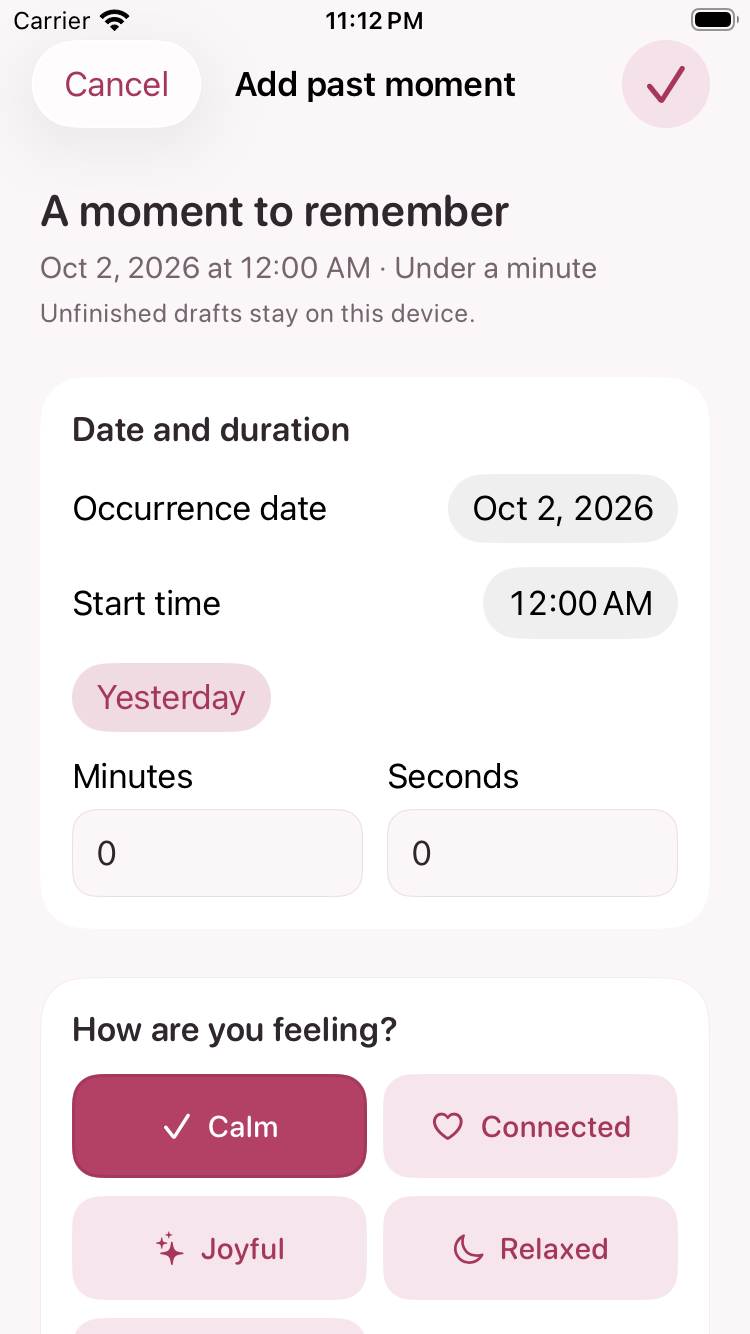 Carrier 11:12 PM
Cancel Add past moment
A moment to remember
Oct 2, 2026 at 12:00 AM · Under a minute
Unfinished drafts stay on this device.
Date and duration
Occurrence date Oct 2, 2026
Start time 12:00 AM
Yesterday
Minutes Seconds
0 0
How are you feeling?
Calm Connected
Joyful Relaxed